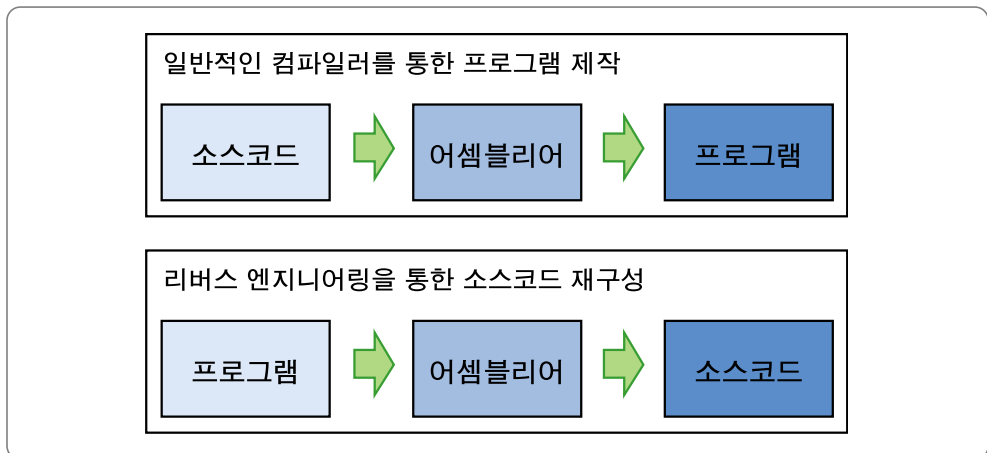 일반적인 컴파일러를 통한 프로그램 제작
소스코드
어셈블리어
프로그램
리버스 엔지니어링을 통한 소스코드 재구성
프로그램
어셈블리어
소스코드